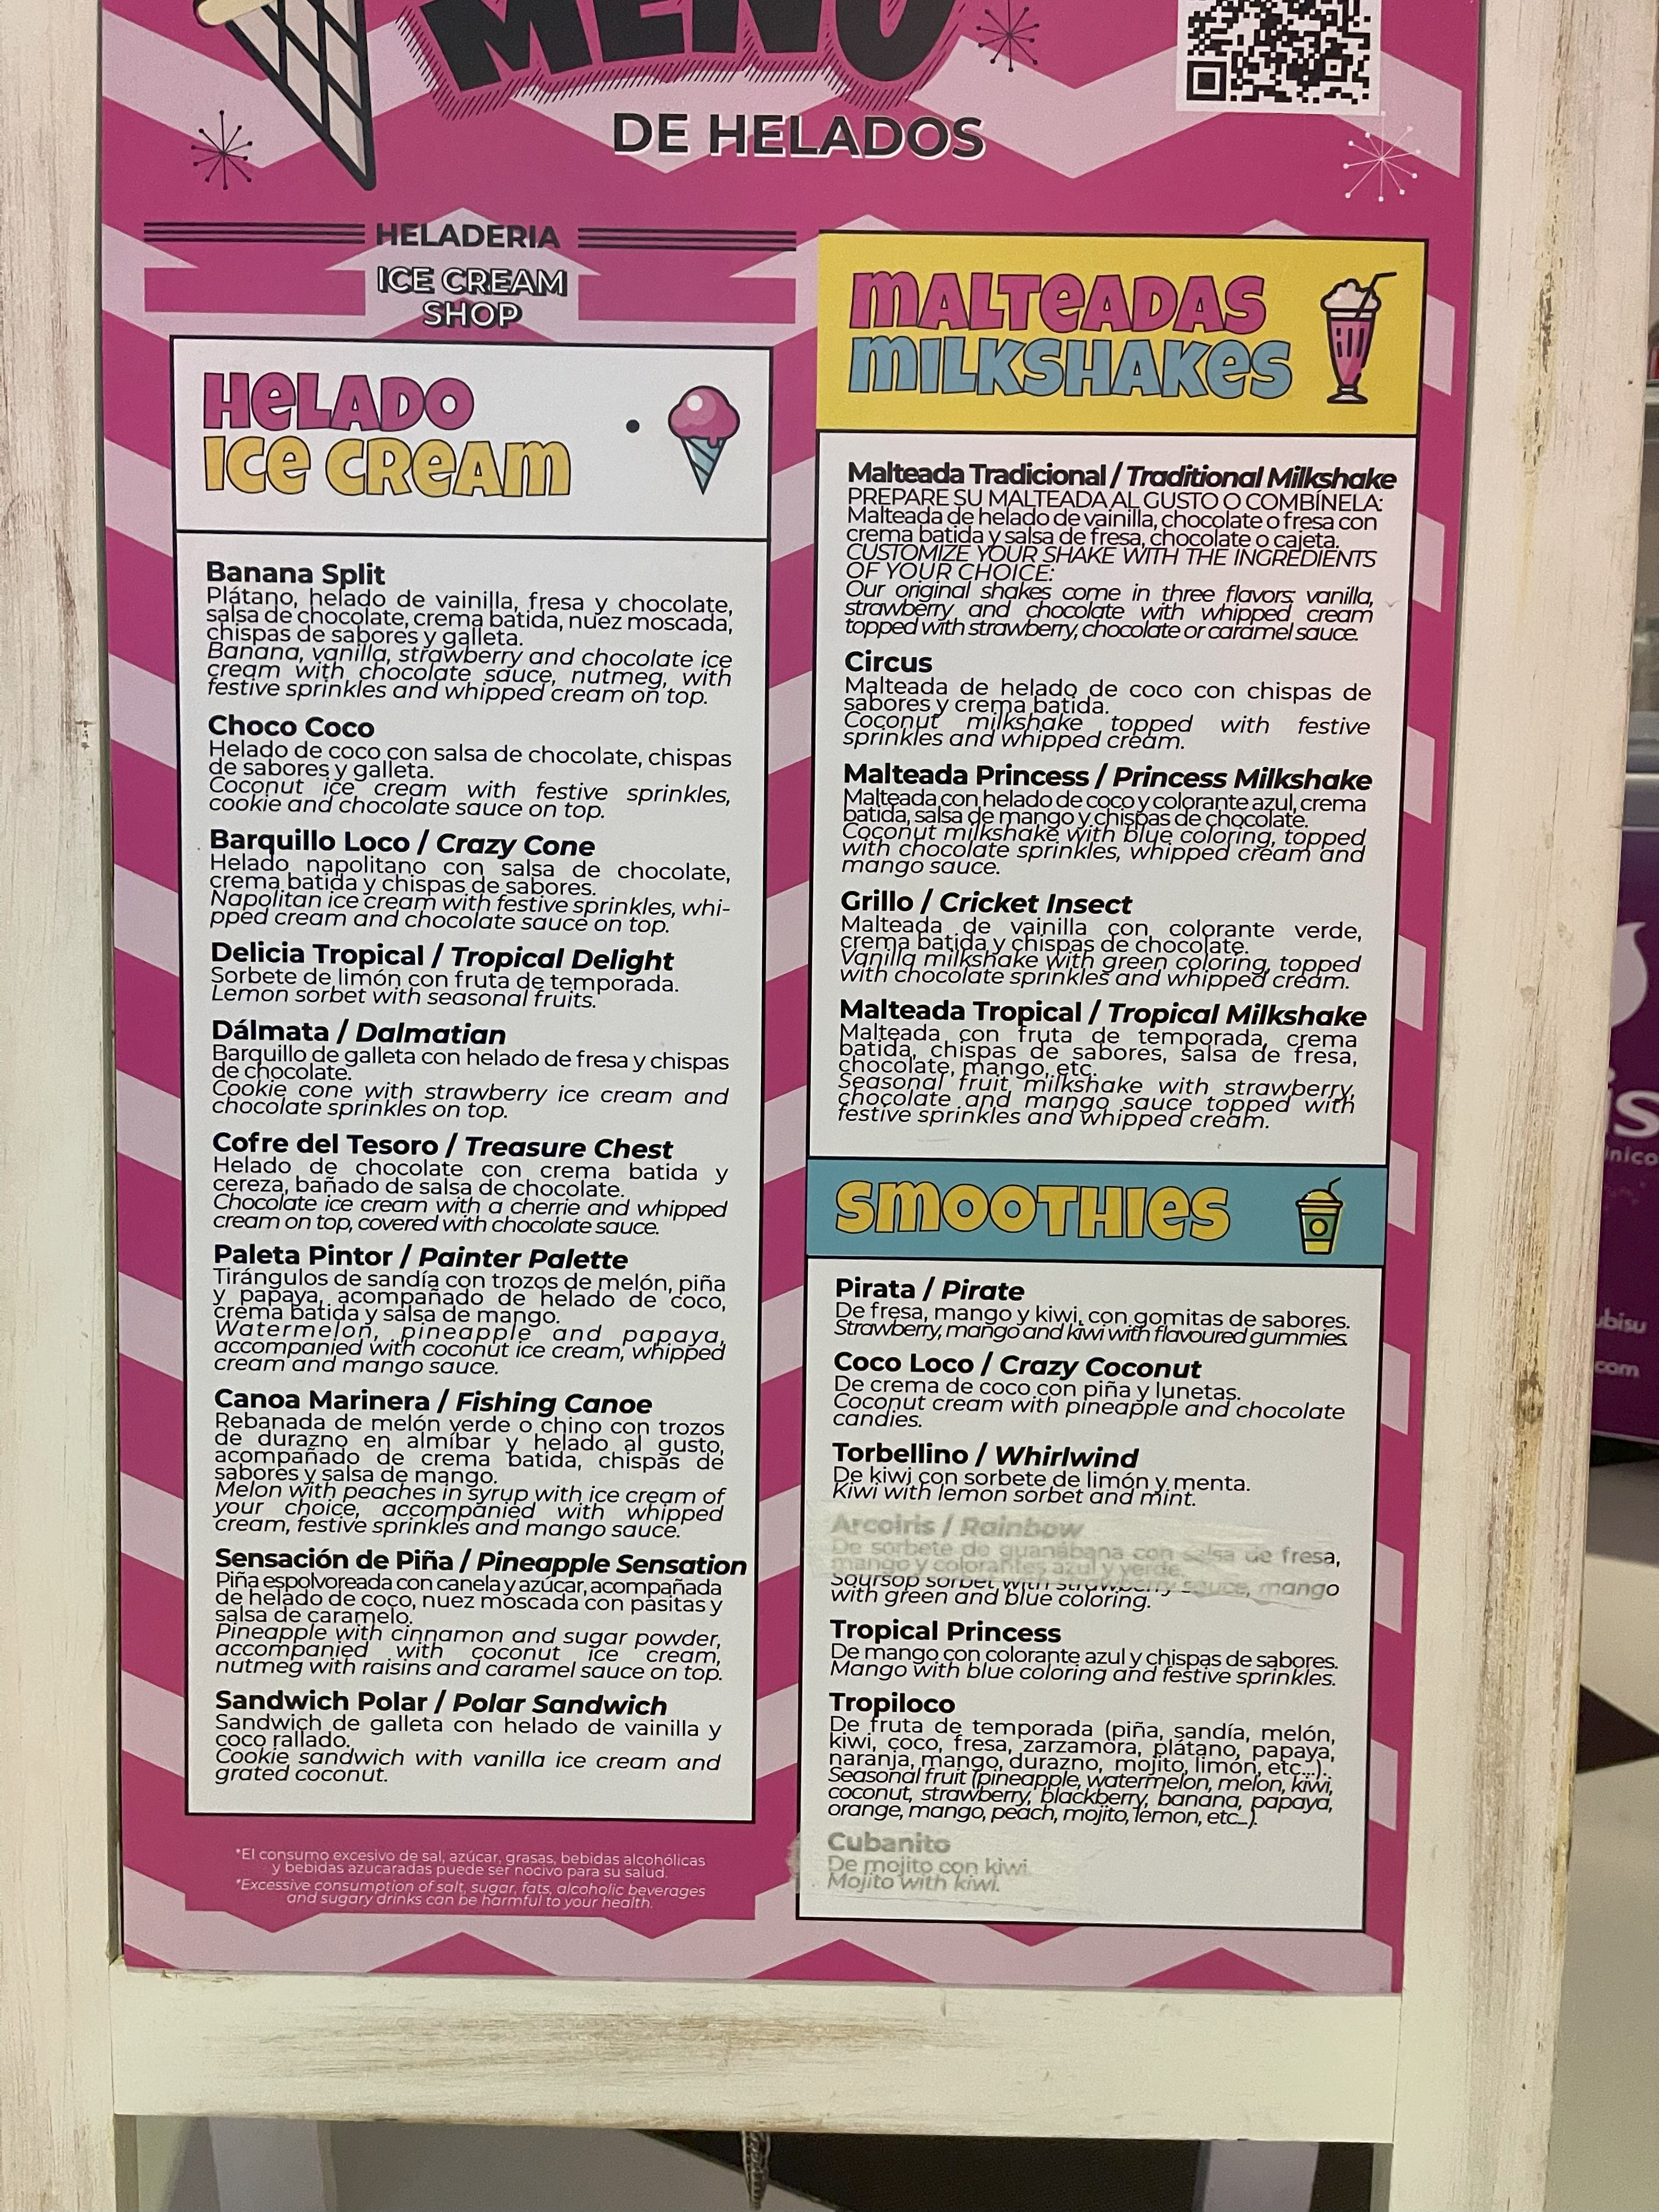 MENÚ
DE HELADOS
HELADERIA
ICE CREAM
SHOP
HELADO
ICE CREAM
Banana Split
Plátano, helado de vainilla, fresa y chocolate,
salsa de chocolate, crema batida, nuez moscada,
chispas de sabores y galleta.
Banana, vanilla, strawberry and chocolate ice
cream with chocolate sauce, nutmeg, with
festive sprinkles and whipped cream on top.
Choco Coco
Helado de coco con salsa de chocolate, chispas
de sabores y galleta.
Coconut ice cream with festive sprinkles,
cookie and chocolate sauce on top.
Barquillo Loco / Crazy Cone
Helado napolitano con salsa de chocolate,
crema batida y chispas de sabores.
Napolitan ice cream with festive sprinkles, whi-
pped cream and chocolate sauce on top.
Delicia Tropical / Tropical Delight
Sorbete de limón con fruta de temporada.
Lemon sorbet with seasonal fruits.
Dálmata / Dalmatian
Barquillo de galleta con helado de fresa y chispas
de chocolate.
Cookie cone with strawberry ice cream and
chocolate sprinkles on top.
Cofre del Tesoro / Treasure Chest
Helado de chocolate con crema batida y
cereza, bañado de salsa de chocolate.
Chocolate ice cream with a cherrie and whipped
cream on top, covered with chocolate sauce.
Paleta Pintor / Painter Palette
Tirángulos de sandía con trozos de melón, piña
y papaya, acompañado de helado de coco,
crema batida y salsa de mango.
Watermelon, pineapple and papaya,
accompanied with coconut ice cream, whipped
cream and mango sauce.
Canoa Marinera / Fishing Canoe
Rebanada de melón verde o chino con trozos
de durazno en almíbar y helado al gusto,
acompañado de crema batida, chispas de
sabores y salsa de mango.
Melon with peaches in syrup with ice cream of
your choice, accompanied with whipped
cream, festive sprinkles and mango sauce.
Sensación de Piña / Pineapple Sensation
Piña espolvoreada con canela y azúcar, acompañada
de helado de coco, nuez moscada con pasitas y
salsa de caramelo.
Pineapple with cinnamon and sugar powder,
accompanied with coconut ice cream,
nutmeg with raisins and caramel sauce on top.
Sandwich Polar / Polar Sandwich
Sandwich de galleta con helado de vainilla y
coco rallado.
Cookie sandwich with vanilla ice cream and
grated coconut.
*El consumo excesivo de sal, azúcar, grasas, bebidas alcohólicas
y bebidas azucaradas puede ser nocivo para su salud.
*Excessive consumption of salt, sugar, fats, alcoholic beverages
and sugary drinks can be harmful to your health.
MALTEADAS
MILKSHAKES
Malteada Tradicional / Traditional Milkshake
PREPARE SU MALTEADA AL GUSTO O COMBÍNELA:
Malteada de helado de vainilla, chocolate o fresa con
crema batida y salsa de fresa, chocolate o cajeta.
CUSTOMIZE YOUR SHAKE WITH THE INGREDIENTS
OF YOUR CHOICE:
Our original shakes come in three flavors; vanilla,
strawberry and chocolate with whipped cream
topped with strawberry, chocolate or caramel sauce.
Circus
Malteada de helado de coco con chispas de
sabores y crema batida.
Coconut milkshake topped with festive
sprinkles and whipped cream.
Malteada Princess / Princess Milkshake
Malteada con helado de coco y colorante azul, crema
batida, salsa de mango y chispas de chocolate.
Coconut milkshake with blue coloring, topped
with chocolate sprinkles, whipped cream and
mango sauce.
Grillo / Cricket Insect
Malteada de vainilla con colorante verde,
crema batida y chispas de chocolate.
Vanilla milkshake with green coloring, topped
with chocolate sprinkles and whipped cream.
Malteada Tropical / Tropical Milkshake
Malteada con fruta de temporada, crema
batida, chispas de sabores, salsa de fresa,
chocolate, mango, etc.
Seasonal fruit milkshake with strawberry,
chocolate and mango sauce topped with
festive sprinkles and whipped cream.
SMOOTHIES
Pirata / Pirate
De fresa, mango y kiwi, con gomitas de sabores.
Strawberry, mango and kiwi with flavoured gummies.
Coco Loco / Crazy Coconut
De crema de coco con piña y lunetas.
Coconut cream with pineapple and chocolate
candies.
Torbellino / Whirlwind
De kiwi con sorbete de limón y menta.
Kiwi with lemon sorbet and mint.
Arcoiris / Rainbow
De sorbete de guanábana con salsa de fresa,
mango y colorantes azul y verde.
Soursop sorbet with strawberry sauce, mango
with green and blue coloring.
Tropical Princess
De mango con colorante azul y chispas de sabores.
Mango with blue coloring and festive sprinkles.
Tropiloco
De fruta de temporada (piña, sandía, melón,
kiwi, coco, fresa, zarzamora, plátano, papaya,
naranja, mango, durazno, mojito, limón, etc...).
Seasonal fruit (pineapple, watermelon, melon, kiwi,
coconut, strawberry, blackberry, banana, papaya,
orange, mango, peach, mojito, lemon, etc...).
Cubanito
De mojito con kiwi.
Mojito with kiwi.